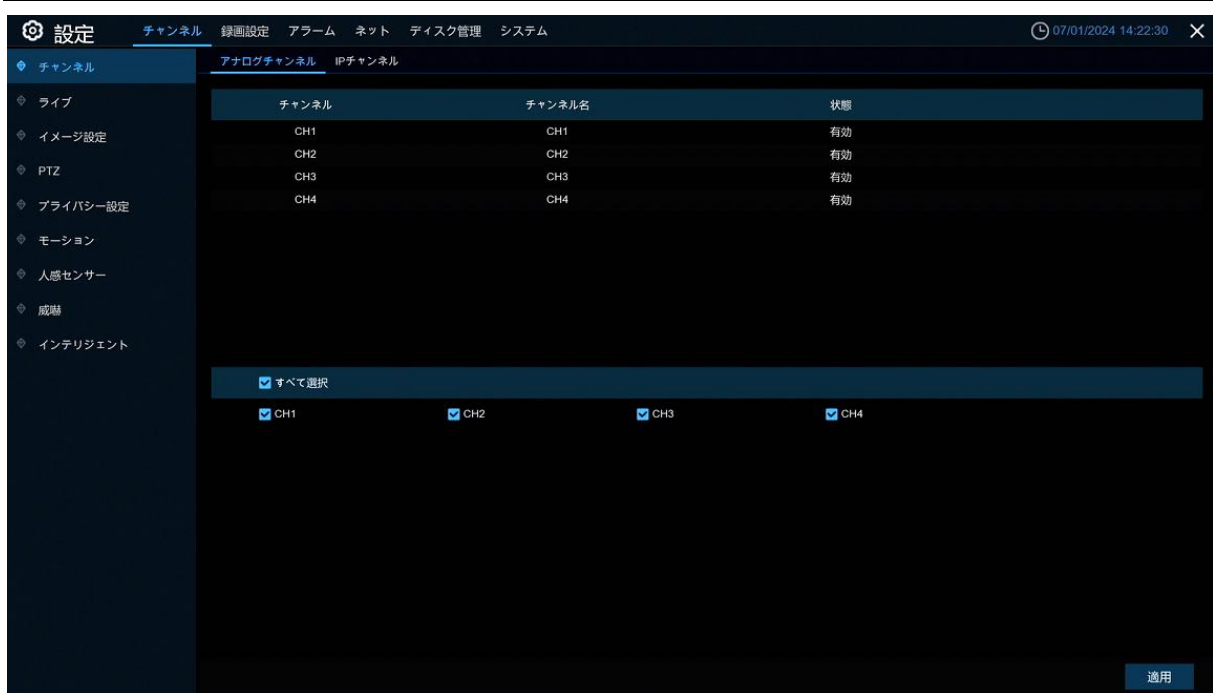 設定 チャンネル 録画設定 アラーム ネット ディスク管理 システム 07/01/2024 14:22:30
チャンネル
ライブ
イメージ設定
PTZ
プライバシー設定
モーション
人感センサー
威嚇
インテリジェント
アナログチャンネル IPチャンネル
チャンネル チャンネル名 状態
CH1 CH1 有効
CH2 CH2 有効
CH3 CH3 有効
CH4 CH4 有効
すべて選択
CH1 CH2 CH3 CH4
適用